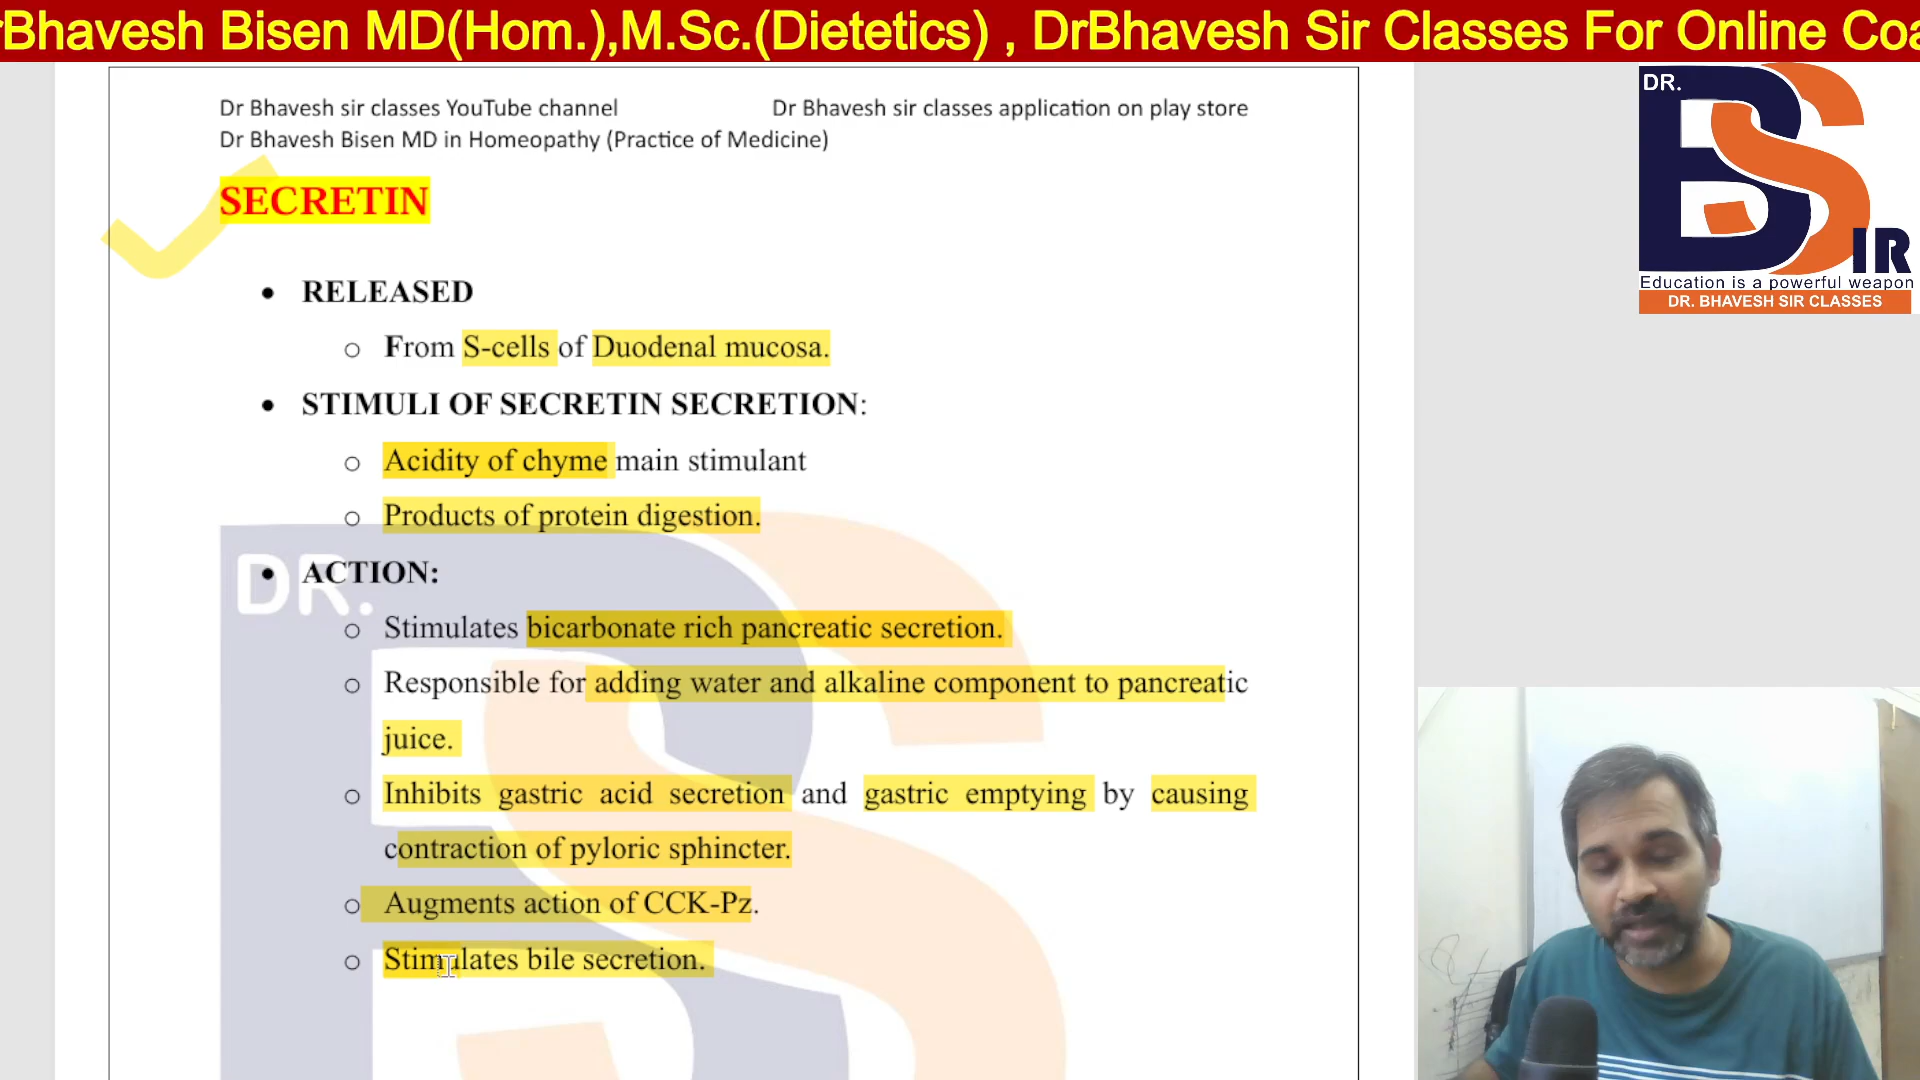 rBhavesh Bisen MD(Hom.),M.Sc.(Dietetics) , DrBhavesh Sir Classes For Online Coa
DR.
BS
IR
Education is a powerful weapon
DR. BHAVESH SIR CLASSES
Dr Bhavesh sir classes YouTube channel Dr Bhavesh sir classes application on play store
Dr Bhavesh Bisen MD in Homeopathy (Practice of Medicine)
SECRETIN
• RELEASED
o From S-cells of Duodenal mucosa.
• STIMULI OF SECRETIN SECRETION:
o Acidity of chyme main stimulant
o Products of protein digestion.
• ACTION:
o Stimulates bicarbonate rich pancreatic secretion.
o Responsible for adding water and alkaline component to pancreatic
juice.
o Inhibits gastric acid secretion and gastric emptying by causing
contraction of pyloric sphincter.
o Augments action of CCK-Pz.
o Stimulates bile secretion.
DR.
BS